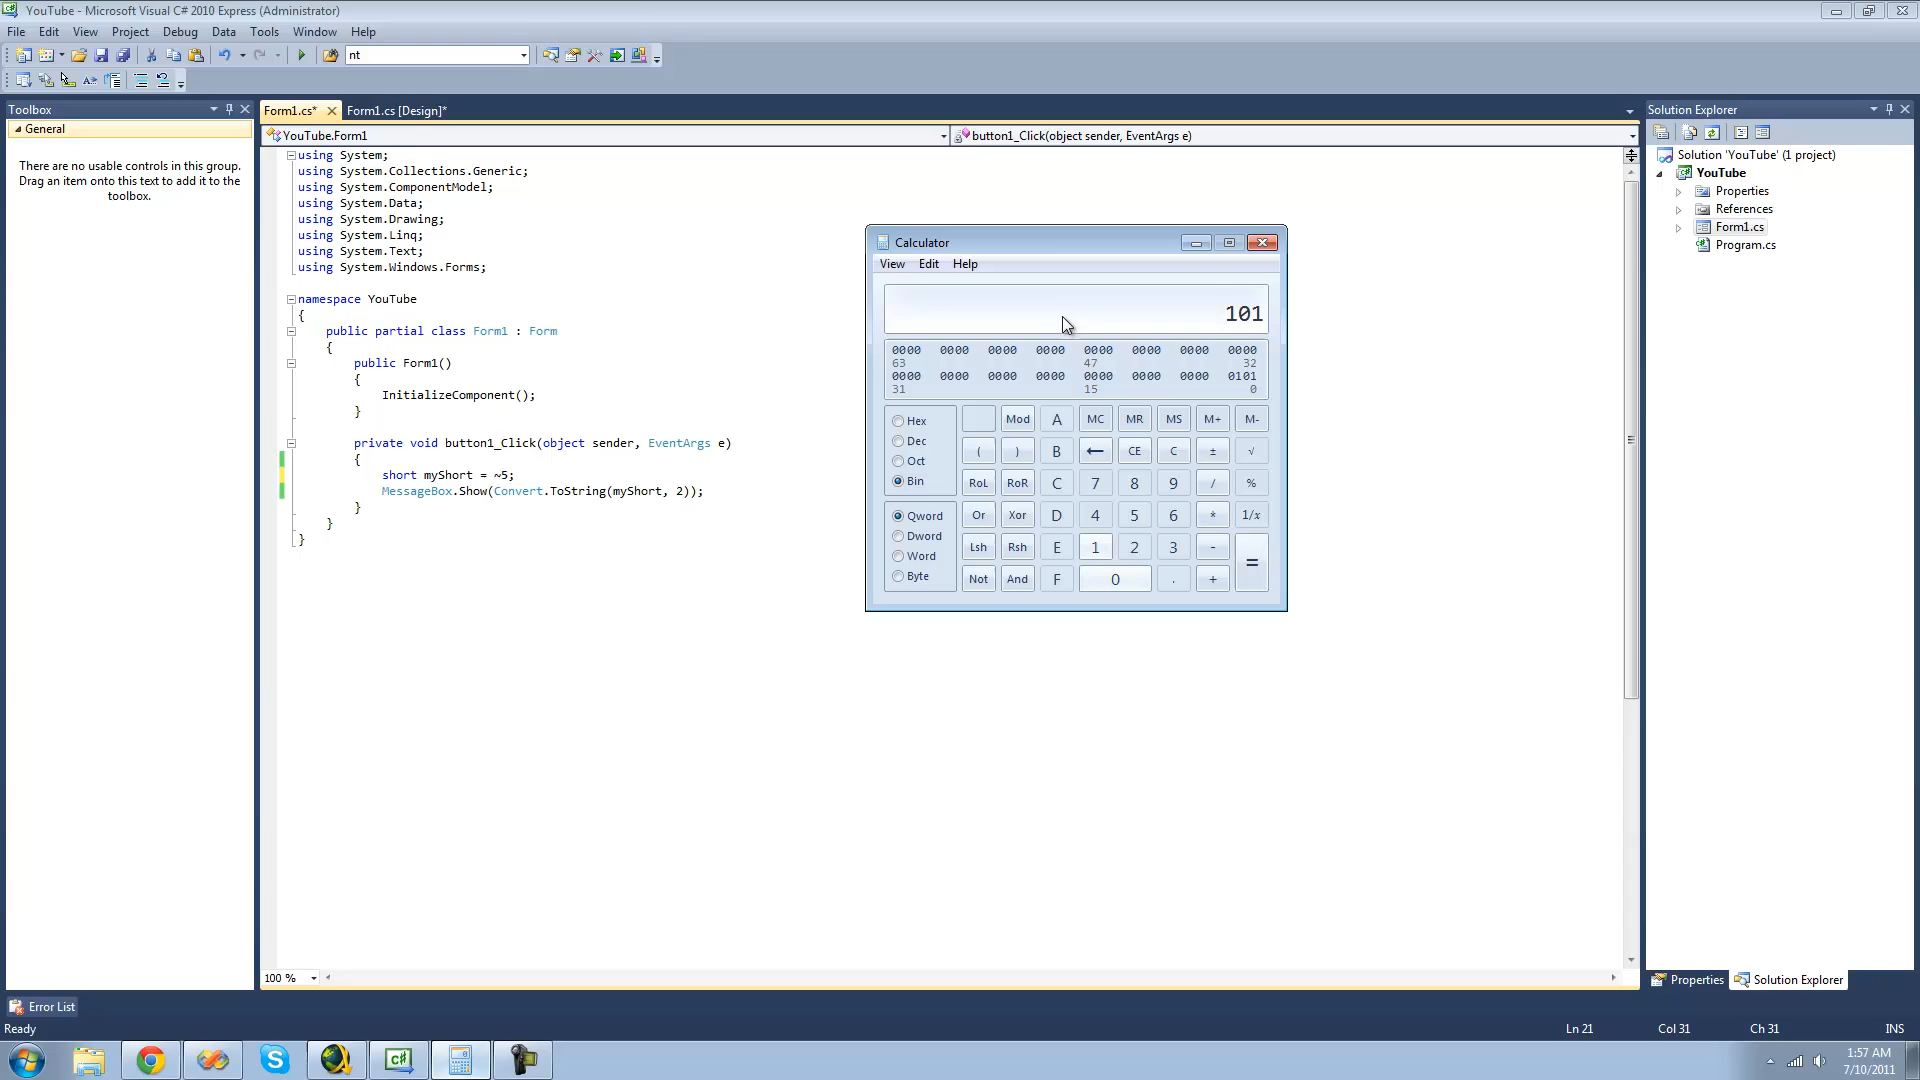 YouTube - Microsoft Visual C# 2010 Express (Administrator)
File Edit View Project Debug Data Tools Window Help
nt
Toolbox
General
There are no usable controls in this group.
Drag an item onto this text to add it to the
toolbox.
Form1.cs* Form1.cs [Design]*
YouTube.Form1
button1_Click(object sender, EventArgs e)
using System;
using System.Collections.Generic;
using System.ComponentModel;
using System.Data;
using System.Drawing;
using System.Linq;
using System.Text;
using System.Windows.Forms;
namespace YouTube
{
public partial class Form1 : Form
{
public Form1()
{
InitializeComponent();
}
private void button1_Click(object sender, EventArgs e)
{
short myShort = ~5;
MessageBox.Show(Convert.ToString(myShort, 2));
}
}
}
100 %
Calculator
View Edit Help
101
0000 0000 0000 0000 0000 0000 0000 0000
63 47 32
0000 0000 0000 0000 0000 0000 0000 0101
31 15 0
Hex
Dec
Oct
Bin
Qword
Dword
Word
Byte
Mod A MC MR MS M+ M-
( ) B ← CE C ± √
RoL RoR C 7 8 9 / %
Or Xor D 4 5 6 * 1/x
Lsh Rsh E 1 2 3 - =
Not And F 0 . +
Solution Explorer
Solution 'YouTube' (1 project)
YouTube
Properties
References
Form1.cs
Program.cs
Properties Solution Explorer
Error List
Ready
Ln 21 Col 31 Ch 31 INS
1:57 AM
7/10/2011